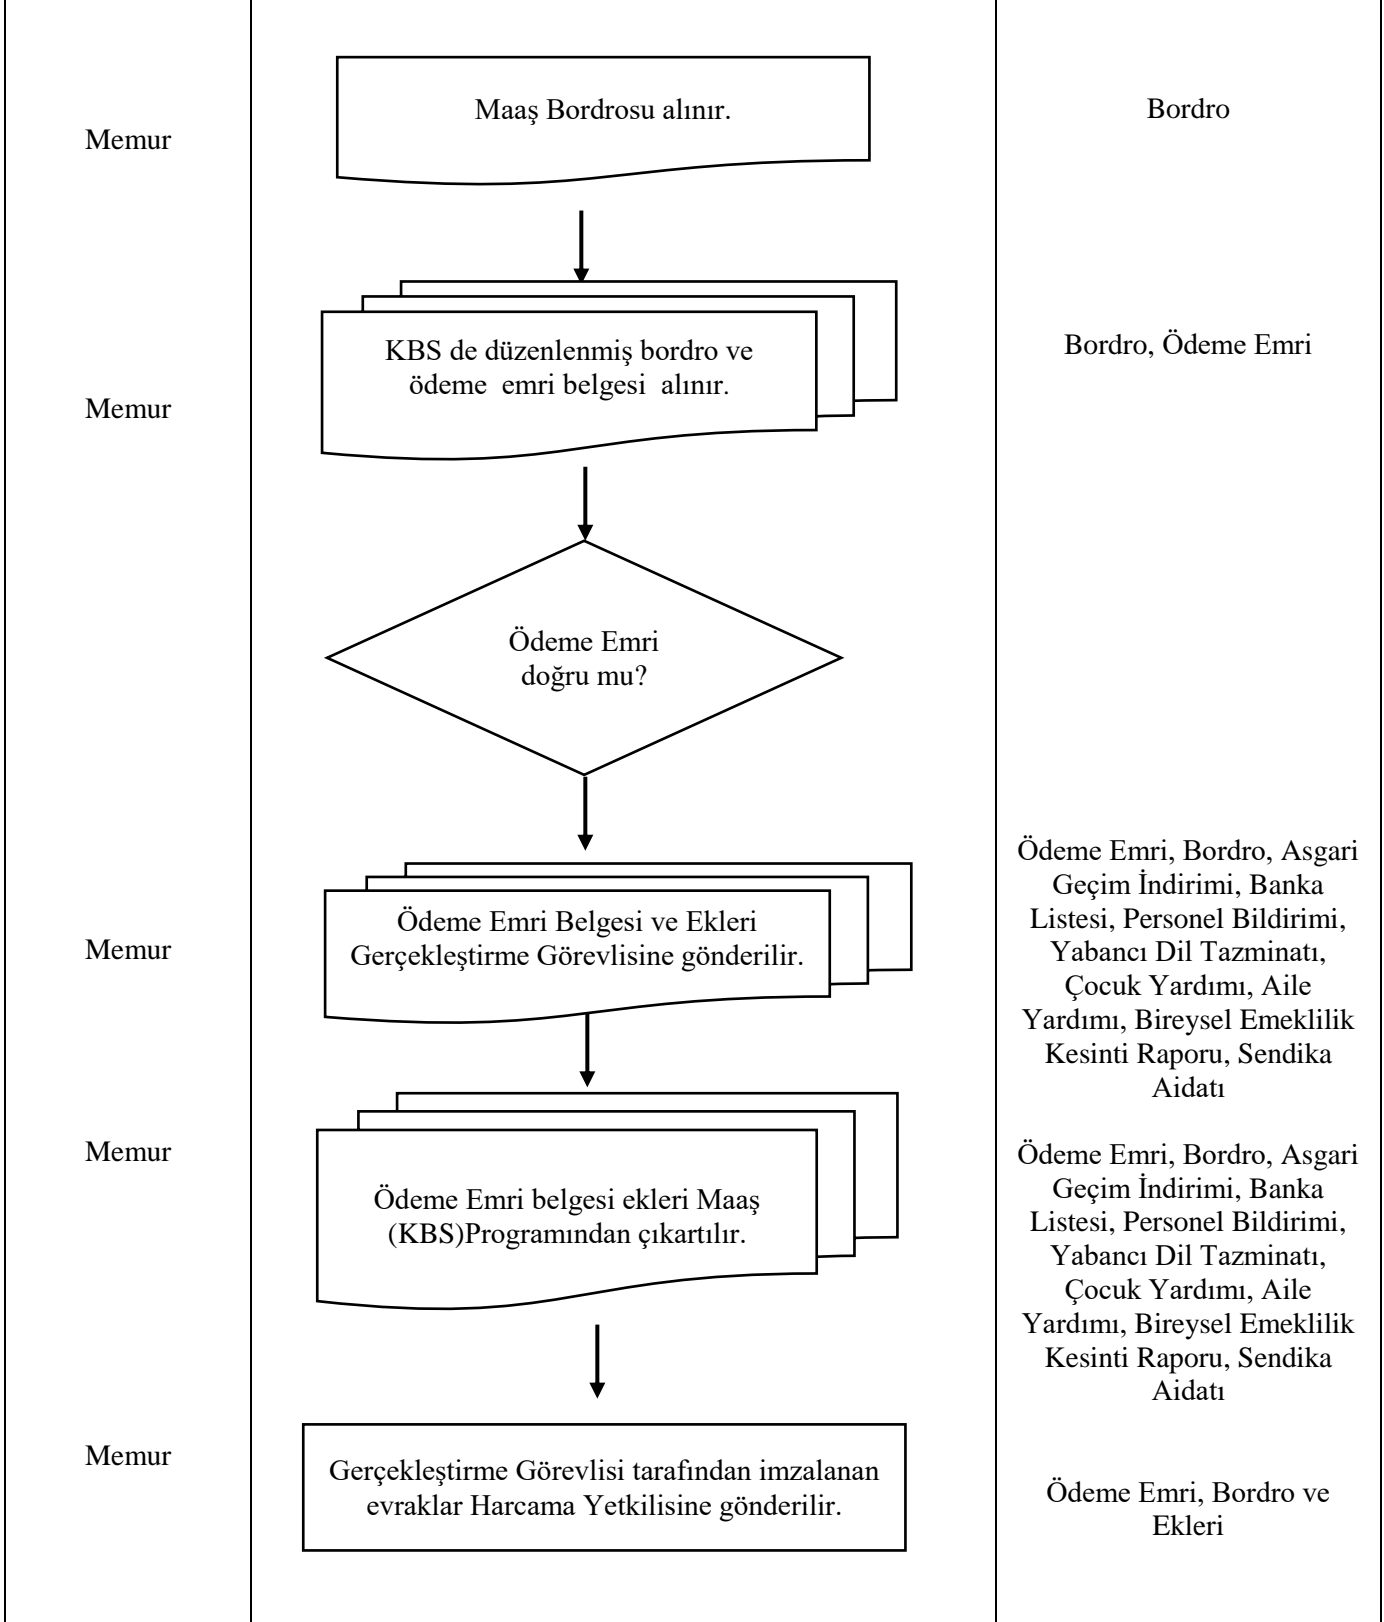 Memur
Maaş Bordrosu alınır.
Bordro
Memur
KBS de düzenlenmiş bordro ve
ödeme emri belgesi alınır.
Bordro, Ödeme Emri
Ödeme Emri
doğru mu?
Memur
Ödeme Emri Belgesi ve Ekleri
Gerçekleştirme Görevlisine gönderilir.
Ödeme Emri, Bordro, Asgari
Geçim İndirimi, Banka
Listesi, Personel Bildirimi,
Yabancı Dil Tazminatı,
Çocuk Yardımı, Aile
Yardımı, Bireysel Emeklilik
Kesinti Raporu, Sendika
Aidatı
Memur
Ödeme Emri belgesi ekleri Maaş
(KBS)Programından çıkartılır.
Ödeme Emri, Bordro, Asgari
Geçim İndirimi, Banka
Listesi, Personel Bildirimi,
Yabancı Dil Tazminatı,
Çocuk Yardımı, Aile
Yardımı, Bireysel Emeklilik
Kesinti Raporu, Sendika
Aidatı
Memur
Gerçekleştirme Görevlisi tarafından imzalanan
evraklar Harcama Yetkilisine gönderilir.
Ödeme Emri, Bordro ve
Ekleri